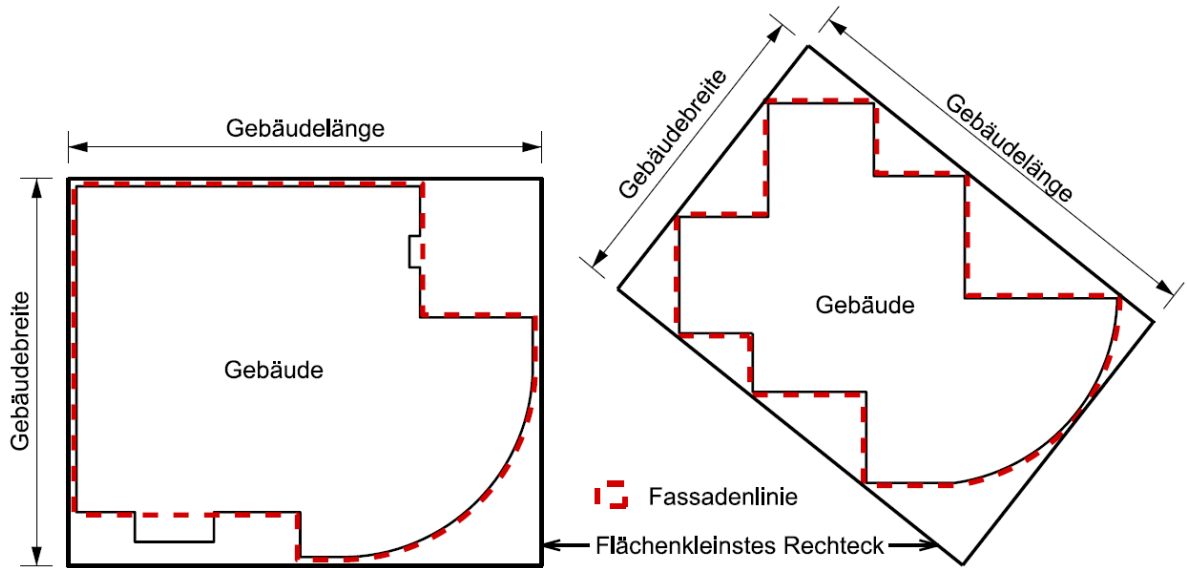 Gebäudelänge
Gebäudebreite
Gebäude
Gebäudebreite
Gebäudelänge
Gebäude
Fassadenlinie
Flächenkleinstes Rechteck